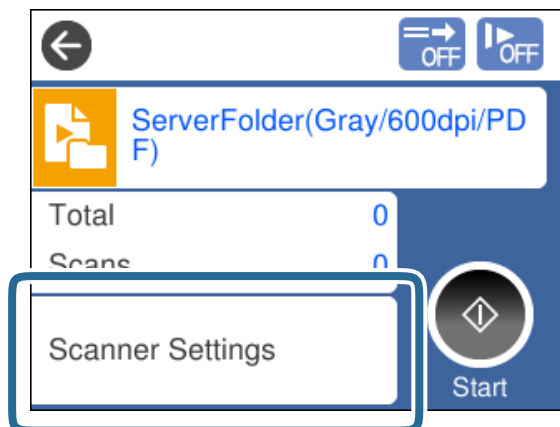 OFF OFF
ServerFolder(Gray/600dpi/PD
F)
Total 0
Scans 0
Scanner Settings
Start